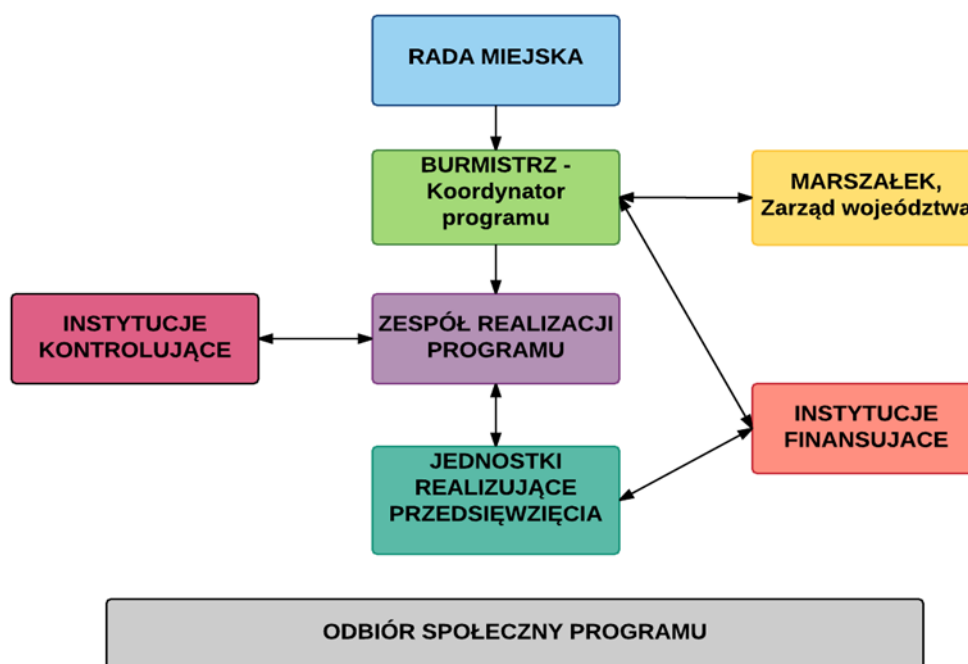 RADA MIEJSKA
BURMISTRZ -
Koordynator
programu
MARSZAŁEK,
Zarząd wojeództwa
INSTYTUCJE
KONTROLUJĄCE
ZESPÓŁ REALIZACJI
PROGRAMU
INSTYTUCJE
FINANSUJACE
JEDNOSTKI
REALIZUJĄCE
PRZEDSIĘWZIĘCIA
ODBIÓR SPOŁECZNY PROGRAMU